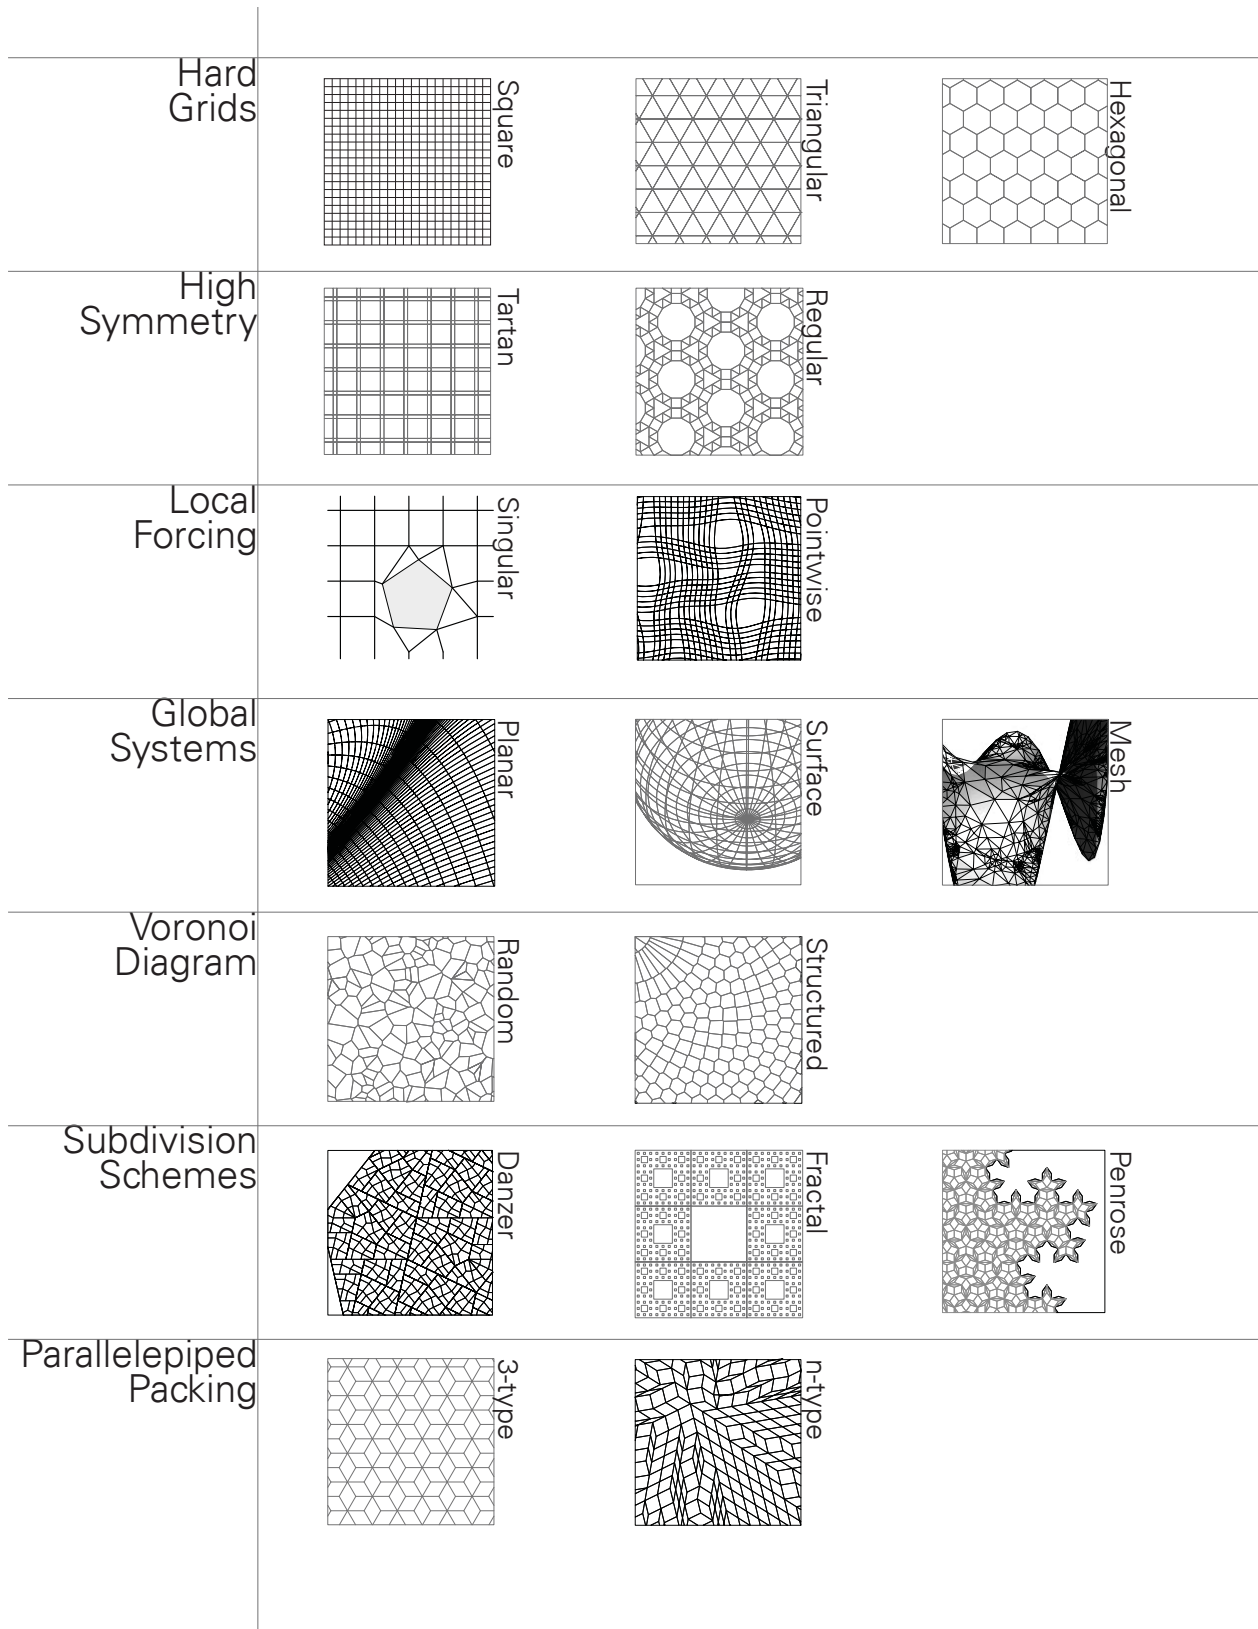 Hard
Grids
Square
Triangular
Hexagonal
High
Symmetry
Tartan
Regular
Local
Forcing
Singular
Pointwise
Global
Systems
Planar
Surface
Mesh
Voronoi
Diagram
Random
Structured
Subdivision
Schemes
Danzer
Fractal
Penrose
Parallelepiped
Packing
3-type
n-type